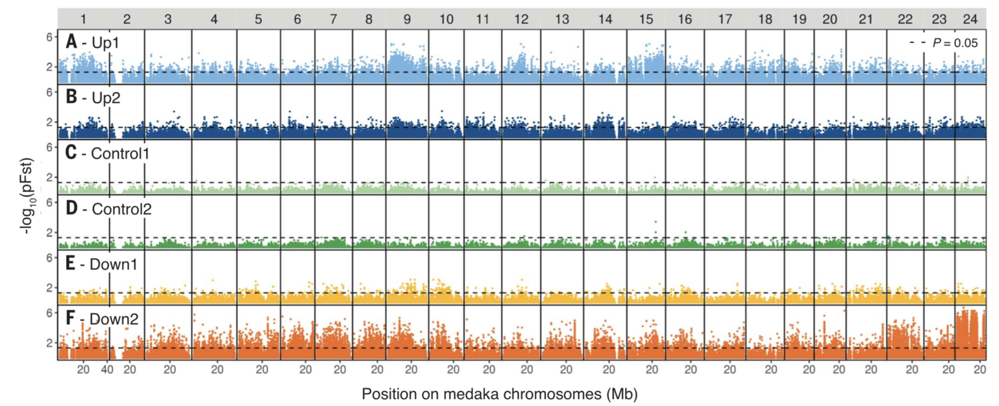 1 2 3 4 5 6 7 8 9 10 11 12 13 14 15 16 17 18 19 20 21 22 23 24
6 A - Up1 - - P = 0.05
2
6 B - Up2
2
6 C - Control1
2
-log10(pFst)
6 D - Control2
2
6 E - Down1
2
6 F - Down2
2
20 40 20 20 20 20 20 20 20 20 20 20 20 20 20 20 20 20 20 20 20 20 20 20 20
Position on medaka chromosomes (Mb)